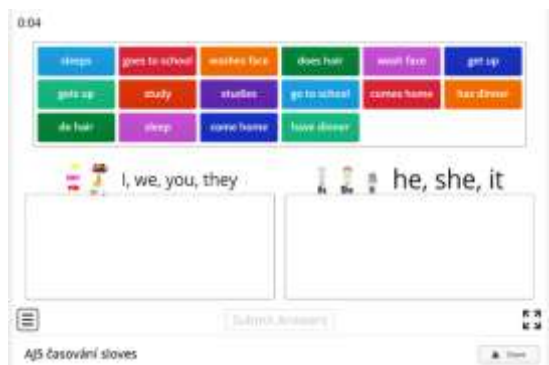 0:04
sleeps goes to school washes face does hair wash face get up
gets up study studies go to school comes home has dinner
do hair sleep come home have dinner
I, we, you, they he, she, it
Submit Answers
AJ5 časování sloves
Share